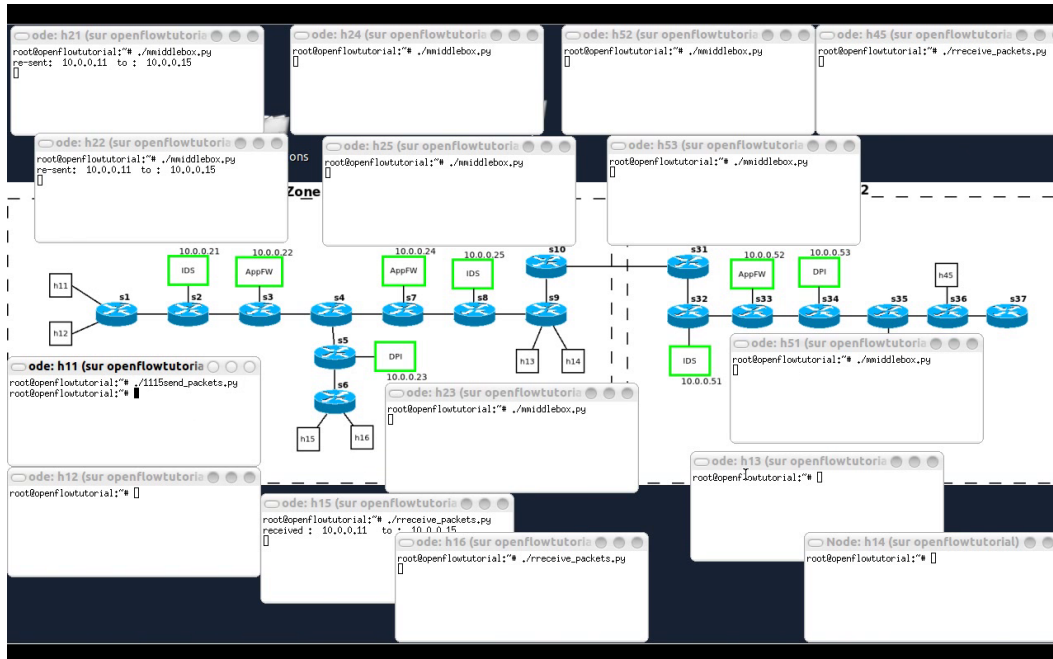 ode: h21 (sur openflowtutoria
root@openflowtutorial:~# ./mmiddlebox.py
re-sent: 10.0.0.11 to : 10.0.0.15
ode: h24 (sur openflowtutoria
root@openflowtutorial:~# ./mmiddlebox.py
ode: h52 (sur openflowtutoria
root@openflowtutorial:~# ./mmiddlebox.py
ode: h45 (sur openflowtutoria
root@openflowtutorial:~# ./rreceive_packets.py
ode: h22 (sur openflowtutoria
root@openflowtutorial:~# ./mmiddlebox.py
re-sent: 10.0.0.11 to : 10.0.0.15
ons
ode: h25 (sur openflowtutoria
root@openflowtutorial:~# ./mmiddlebox.py
ode: h53 (sur openflowtutoria
root@openflowtutorial:~# ./mmiddlebox.py
Zone
2
10.0.0.21
10.0.0.22
10.0.0.24
10.0.0.25
s10
s31
10.0.0.52
10.0.0.53
IDS
AppFW
AppFW
IDS
AppFW
DPI
h45
h11
h12
s1
s2
s3
s4
s7
s8
s9
s32
s33
s34
s35
s36
s37
s5
DPI
10.0.0.23
s6
h15
h16
h13
h14
IDS
10.0.0.51
ode: h51 (sur openflowtutoria
root@openflowtutorial:~# ./mmiddlebox.py
ode: h11 (sur openflowtutoria
root@openflowtutorial:~# ./1115send_packets.py
root@openflowtutorial:~#
ode: h23 (sur openflowtutoria
root@openflowtutorial:~# ./mmiddlebox.py
ode: h13 (sur openflowtutoria
root@openflowtutorial:~#
ode: h12 (sur openflowtutoria
root@openflowtutorial:~#
ode: h15 (sur openflowtutoria
root@openflowtutorial:~# ./rreceive_packets.py
received : 10.0.0.11 to : 10.0.0.15
ode: h16 (sur openflowtutoria
root@openflowtutorial:~# ./rreceive_packets.py
Node: h14 (sur openflowtutorial)
root@openflowtutorial:~#